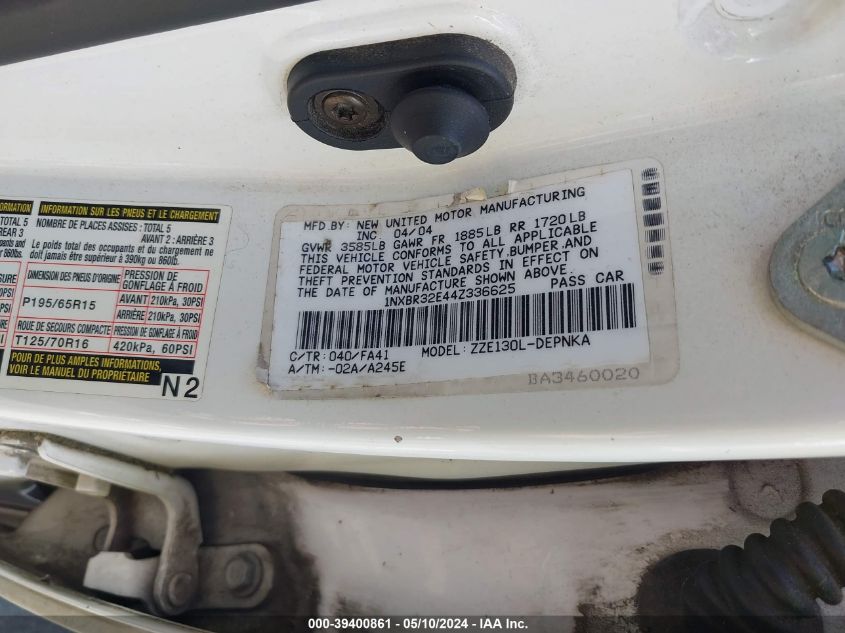 ORMATION
TOTAL 5
REAR 3
ants and
or 660lb.
INFORMATION SUR LES PNEUS ET LE CHARGEMENT
NOMBRE DE PLACES ASSISES : TOTAL 5
AVANT 2 : ARRIÈRE 3
Le poids total des occupants et du chargement ne
doit jamais être supérieure à 390kg ou 860lb.
DIMENSION DES PNEUS D'ORIGINE
PRESSION DE
GONFLAGE À FROID
P195/65R15
AVANT 210kPa, 30PSI
ARRIÈRE 210kPa, 30PSI
ROUE DE SECOURS COMPACTE
PRESSION DE GONFLAGE À FROID
T125/70R16
420kPa, 60PSI
POUR DE PLUS AMPLES INFORMATIONS,
VOIR LE MANUEL DU PROPRIÉTAIRE
N2
MFD BY: NEW UNITED MOTOR MANUFACTURING
INC 04/04
GVWR 3585LB GAWR FR 1885LB RR 1720LB
THIS VEHICLE CONFORMS TO ALL APPLICABLE
FEDERAL MOTOR VEHICLE SAFETY,BUMPER,AND
THEFT PREVENTION STANDARDS IN EFFECT ON
THE DATE OF MANUFACTURE SHOWN ABOVE.
1NXBR32E44Z336625 PASS CAR
C/TR: 040/FA41 MODEL: ZZE130L-DEPNKA
A/TM: -02A/A245E
BA3460020
000-39400861 - 05/10/2024 - IAA Inc.